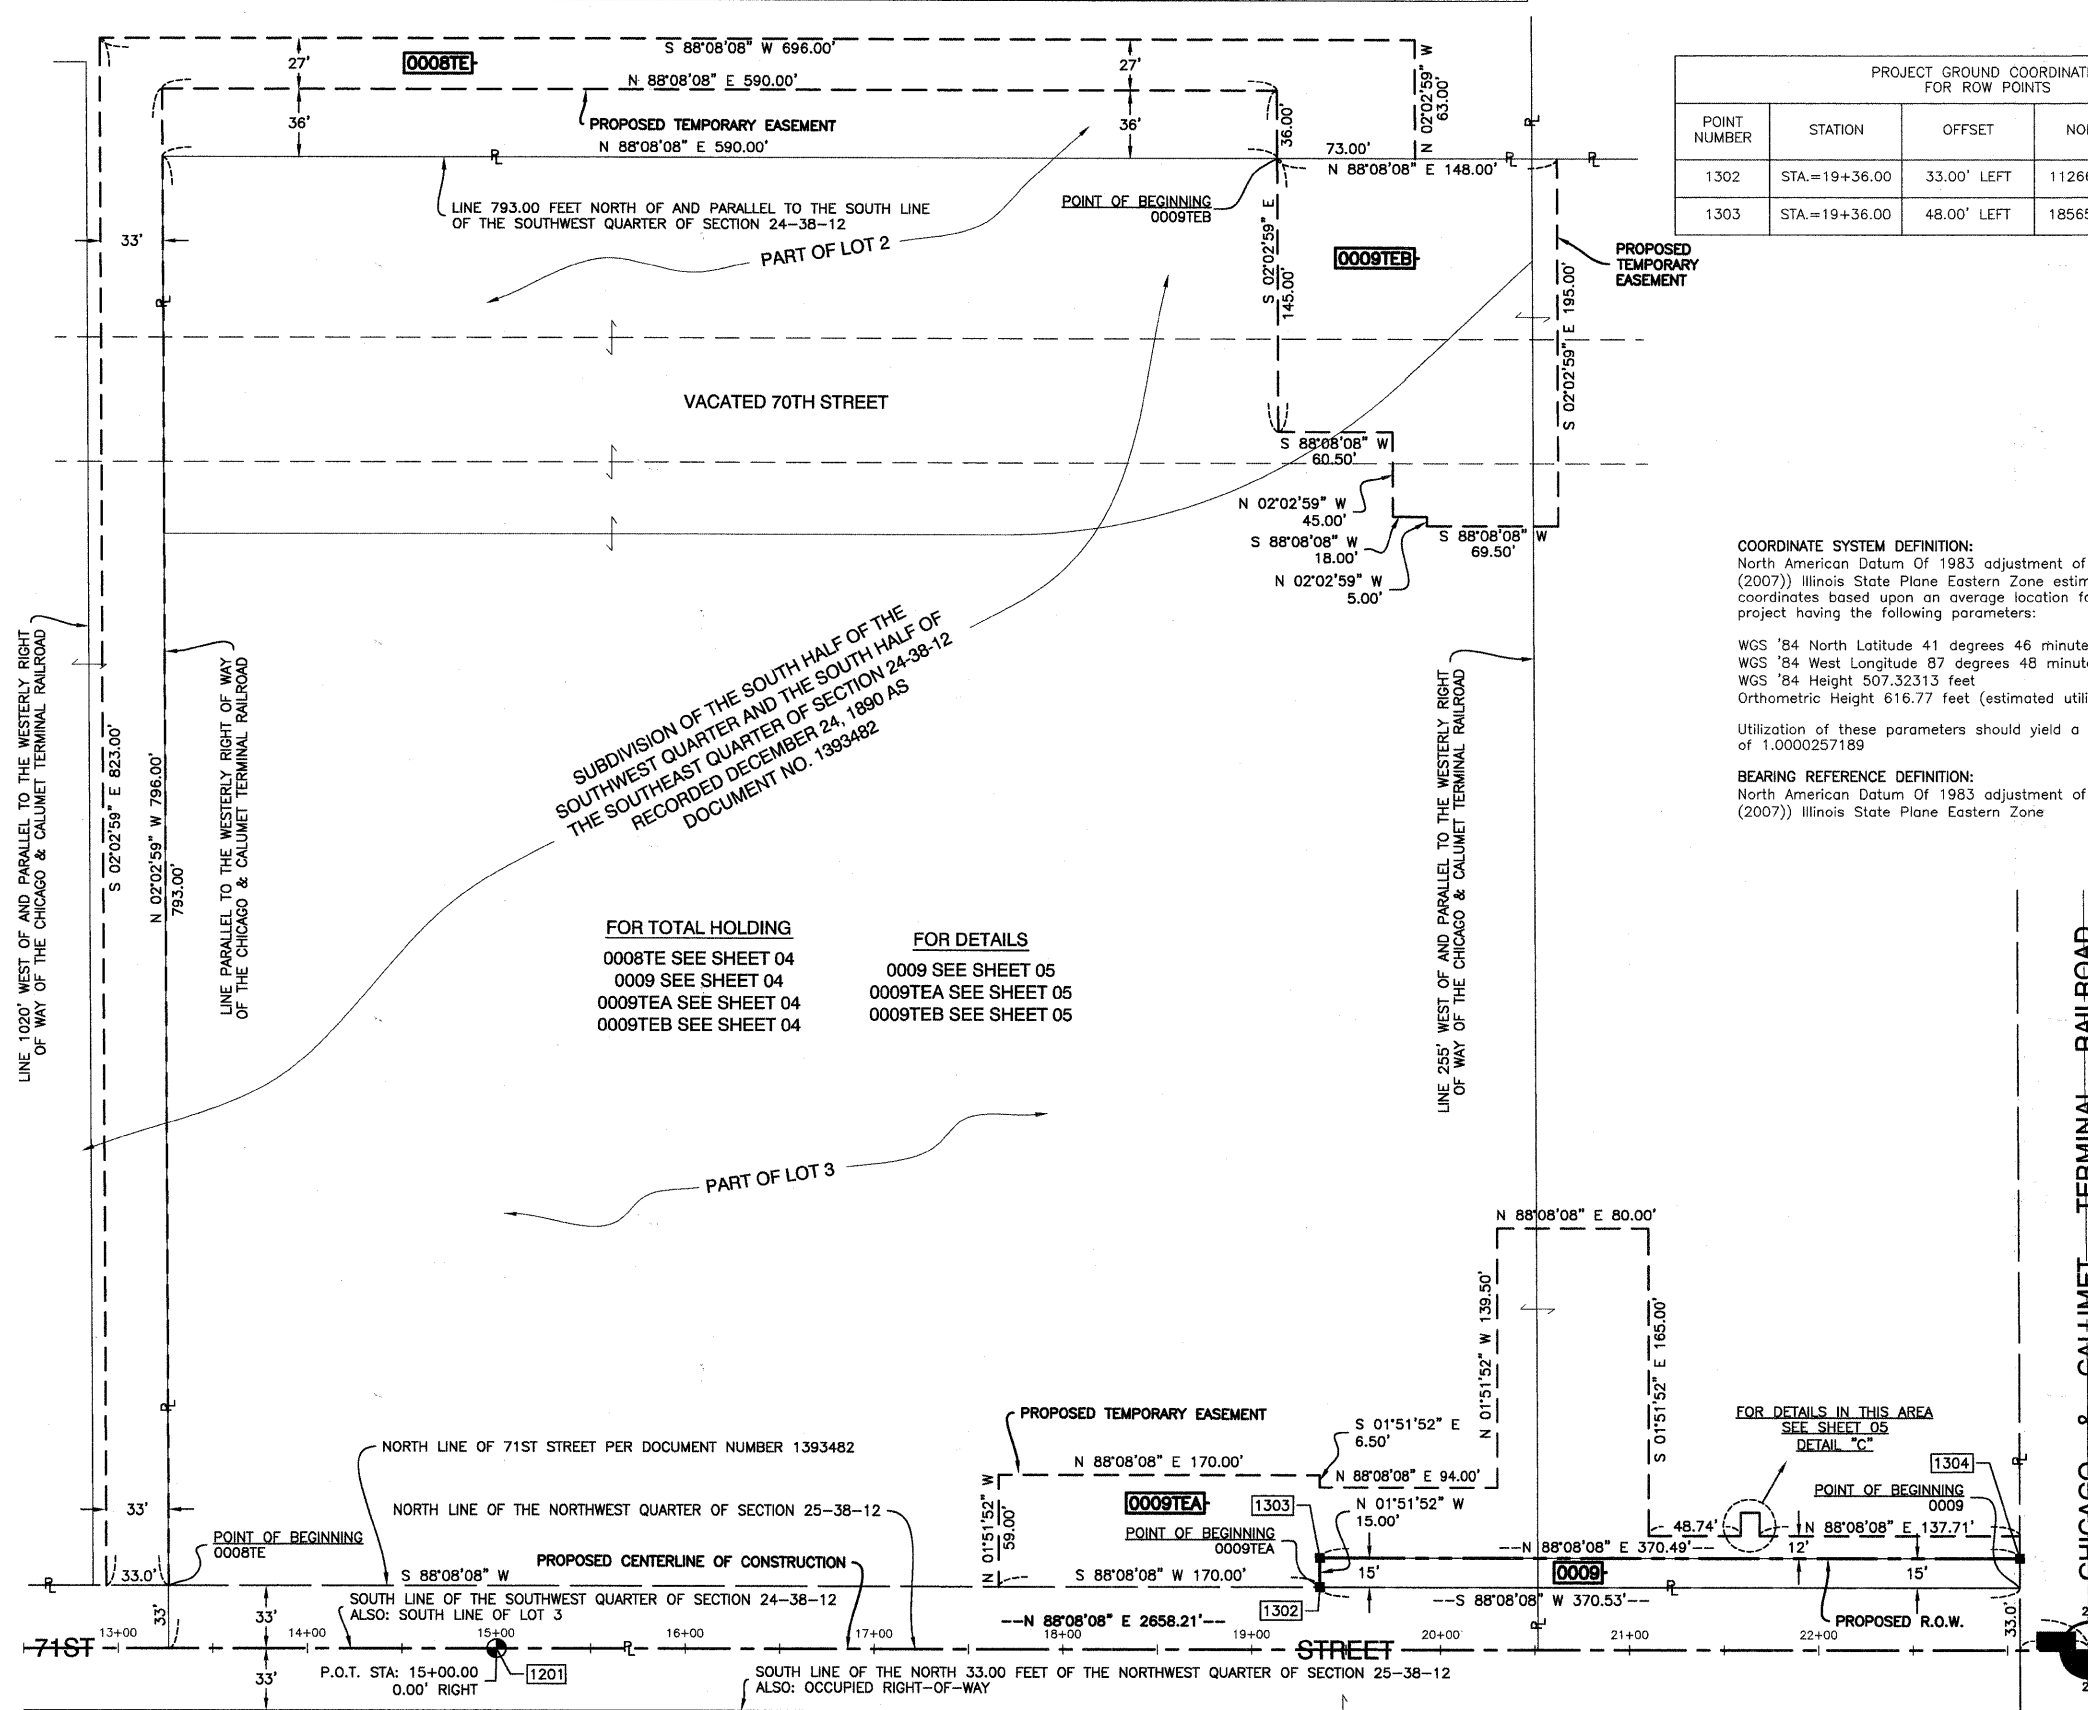 S 88°08'08" W 696.00'
27'
0008TE
27'
N 88°08'08" E 590.00'
N 02°02'59" W
63.00'
36'
PROPOSED TEMPORARY EASEMENT
36'
36.00'
N 88°08'08" E 590.00'
73.00'
N 88°08'08" E 148.00'
LINE 793.00 FEET NORTH OF AND PARALLEL TO THE SOUTH LINE
OF THE SOUTHWEST QUARTER OF SECTION 24-38-12
POINT OF BEGINNING
0009TEB
33'
PART OF LOT 2
S 02°02'59" E
145.00'
0009TEB
PROPOSED
TEMPORARY
EASEMENT
S 02°02'59" E 195.00'
VACATED 70TH STREET
S 88°08'08" W
60.50'
N 02°02'59" W
45.00'
S 88°08'08" W
18.00'
N 02°02'59" W
5.00'
S 88°08'08" W
69.50'
PROJECT GROUND COORDINAT
FOR ROW POINTS
POINT
NUMBER
STATION
OFFSET
1302
STA.=19+36.00
33.00' LEFT
1126
1303
STA.=19+36.00
48.00' LEFT
18565
COORDINATE SYSTEM DEFINITION:
North American Datum Of 1983 adjustment of
(2007)) Illinois State Plane Eastern Zone estim
coordinates based upon an average location fo
project having the following parameters:
WGS '84 North Latitude 41 degrees 46 minute
WGS '84 West Longitude 87 degrees 48 minut
WGS '84 Height 507.32313 feet
Orthometric Height 616.77 feet (estimated utili
Utilization of these parameters should yield a
of 1.0000257189
BEARING REFERENCE DEFINITION:
North American Datum Of 1983 adjustment of
(2007)) Illinois State Plane Eastern Zone
LINE 1020' WEST OF AND PARALLEL TO THE WESTERLY RIGHT
OF WAY OF THE CHICAGO & CALUMET TERMINAL RAILROAD
S 02°02'59" E 823.00'
N 02°02'59" W 796.00'
793.00'
LINE PARALLEL TO THE WESTERLY RIGHT OF WAY
OF THE CHICAGO & CALUMET TERMINAL RAILROAD
SUBDIVISION OF THE SOUTH HALF OF THE
SOUTHWEST QUARTER AND THE SOUTH HALF OF
THE SOUTHEAST QUARTER OF SECTION 24-38-12
RECORDED DECEMBER 24, 1890 AS
DOCUMENT NO. 1393482
LINE 255' WEST OF AND PARALLEL TO THE WESTERLY RIGHT
OF WAY OF THE CHICAGO & CALUMET TERMINAL RAILROAD
FOR TOTAL HOLDING
0008TE SEE SHEET 04
0009 SEE SHEET 04
0009TEA SEE SHEET 04
0009TEB SEE SHEET 04
FOR DETAILS
0009 SEE SHEET 05
0009TEA SEE SHEET 05
0009TEB SEE SHEET 05
CHICAGO & CALUMET TERMINAL RAILROAD
PART OF LOT 3
N 88°08'08" E 80.00'
N 01°51'52" W 139.50'
S 01°51'52" E 165.00'
PROPOSED TEMPORARY EASEMENT
S 01°51'52" E
6.50'
FOR DETAILS IN THIS AREA
SEE SHEET 05
DETAIL "C"
NORTH LINE OF 71ST STREET PER DOCUMENT NUMBER 1393482
N 88°08'08" E 170.00'
N 88°08'08" E 94.00'
1304
POINT OF BEGINNING
0009
33'
NORTH LINE OF THE NORTHWEST QUARTER OF SECTION 25-38-12
N 01°51'52" W
59.00'
0009TEA
1303
N 01°51'52" W
15.00'
POINT OF BEGINNING
0008TE
POINT OF BEGINNING
0009TEA
48.74'
N 88°08'08" E 137.71'
PROPOSED CENTERLINE OF CONSTRUCTION
---N 88°08'08" E 370.49'---
12'
33.0'
S 88°08'08" W
S 88°08'08" W 170.00'
15'
0009
15'
SOUTH LINE OF THE SOUTHWEST QUARTER OF SECTION 24-38-12
ALSO: SOUTH LINE OF LOT 3
33'
33'
---S 88°08'08" W 370.53'---
1302
---N 88°08'08" E 2658.21'---
PROPOSED R.O.W.
33.0'
13+00
14+00
15+00
16+00
17+00
18+00
19+00
20+00
21+00
22+00
71ST
STREET
33'
P.O.T. STA: 15+00.00
0.00' RIGHT
1201
SOUTH LINE OF THE NORTH 33.00 FEET OF THE NORTHWEST QUARTER OF SECTION 25-38-12
ALSO: OCCUPIED RIGHT-OF-WAY